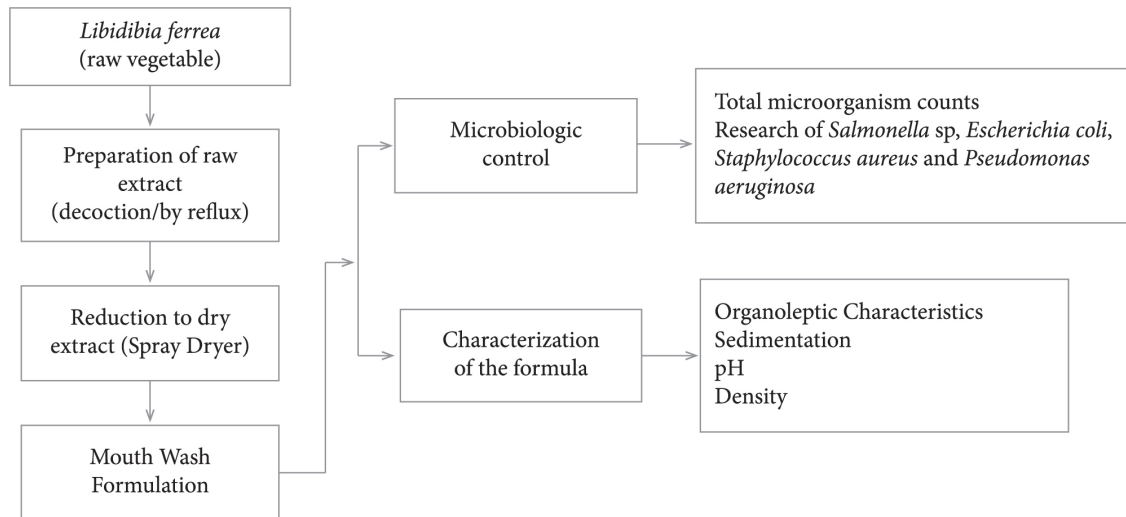 Libidibia ferrea
(raw vegetable)
Preparation of raw
extract
(decoction/by reflux)
Reduction to dry
extract (Spray Dryer)
Mouth Wash
Formulation
Microbiologic
control
Total microorganism counts
Research of Salmonella sp, Escherichia coli,
Staphylococcus aureus and Pseudomonas
aeruginosa
Characterization
of the formula
Organoleptic Characteristics
Sedimentation
pH
Density